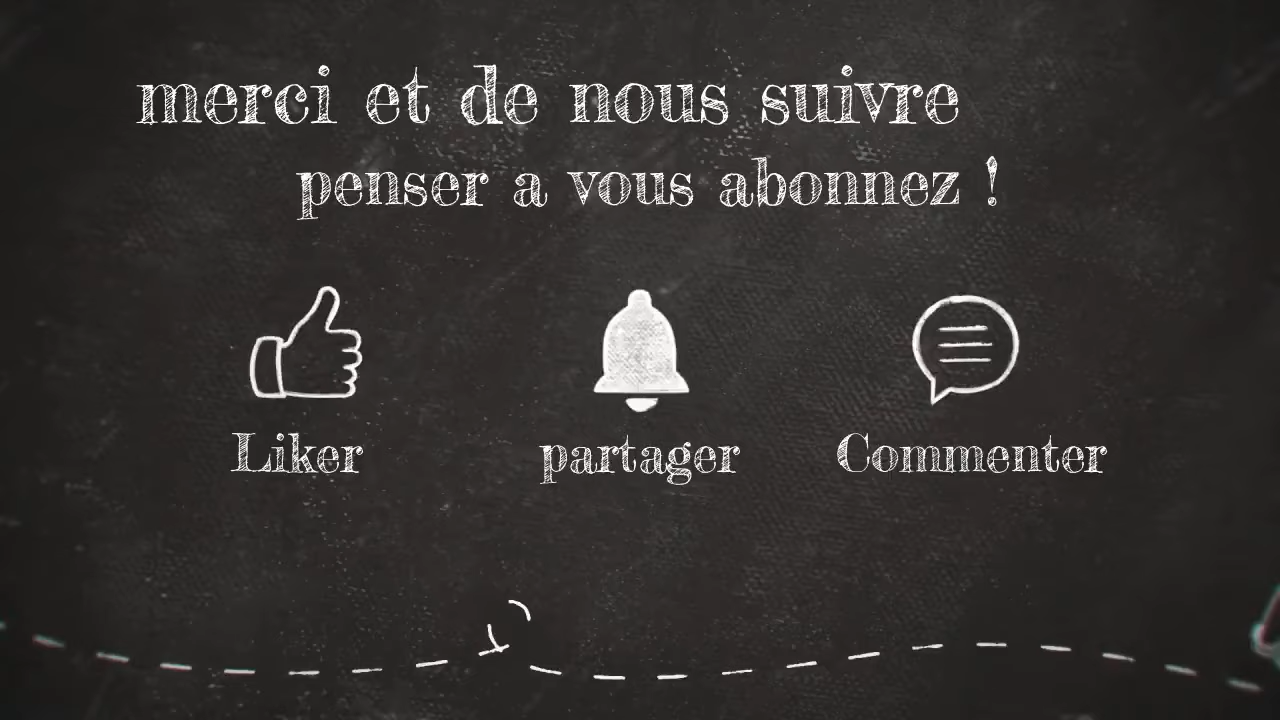 merci et de nous suivre
penser a vous abonnez !
Liker
partager
Commenter